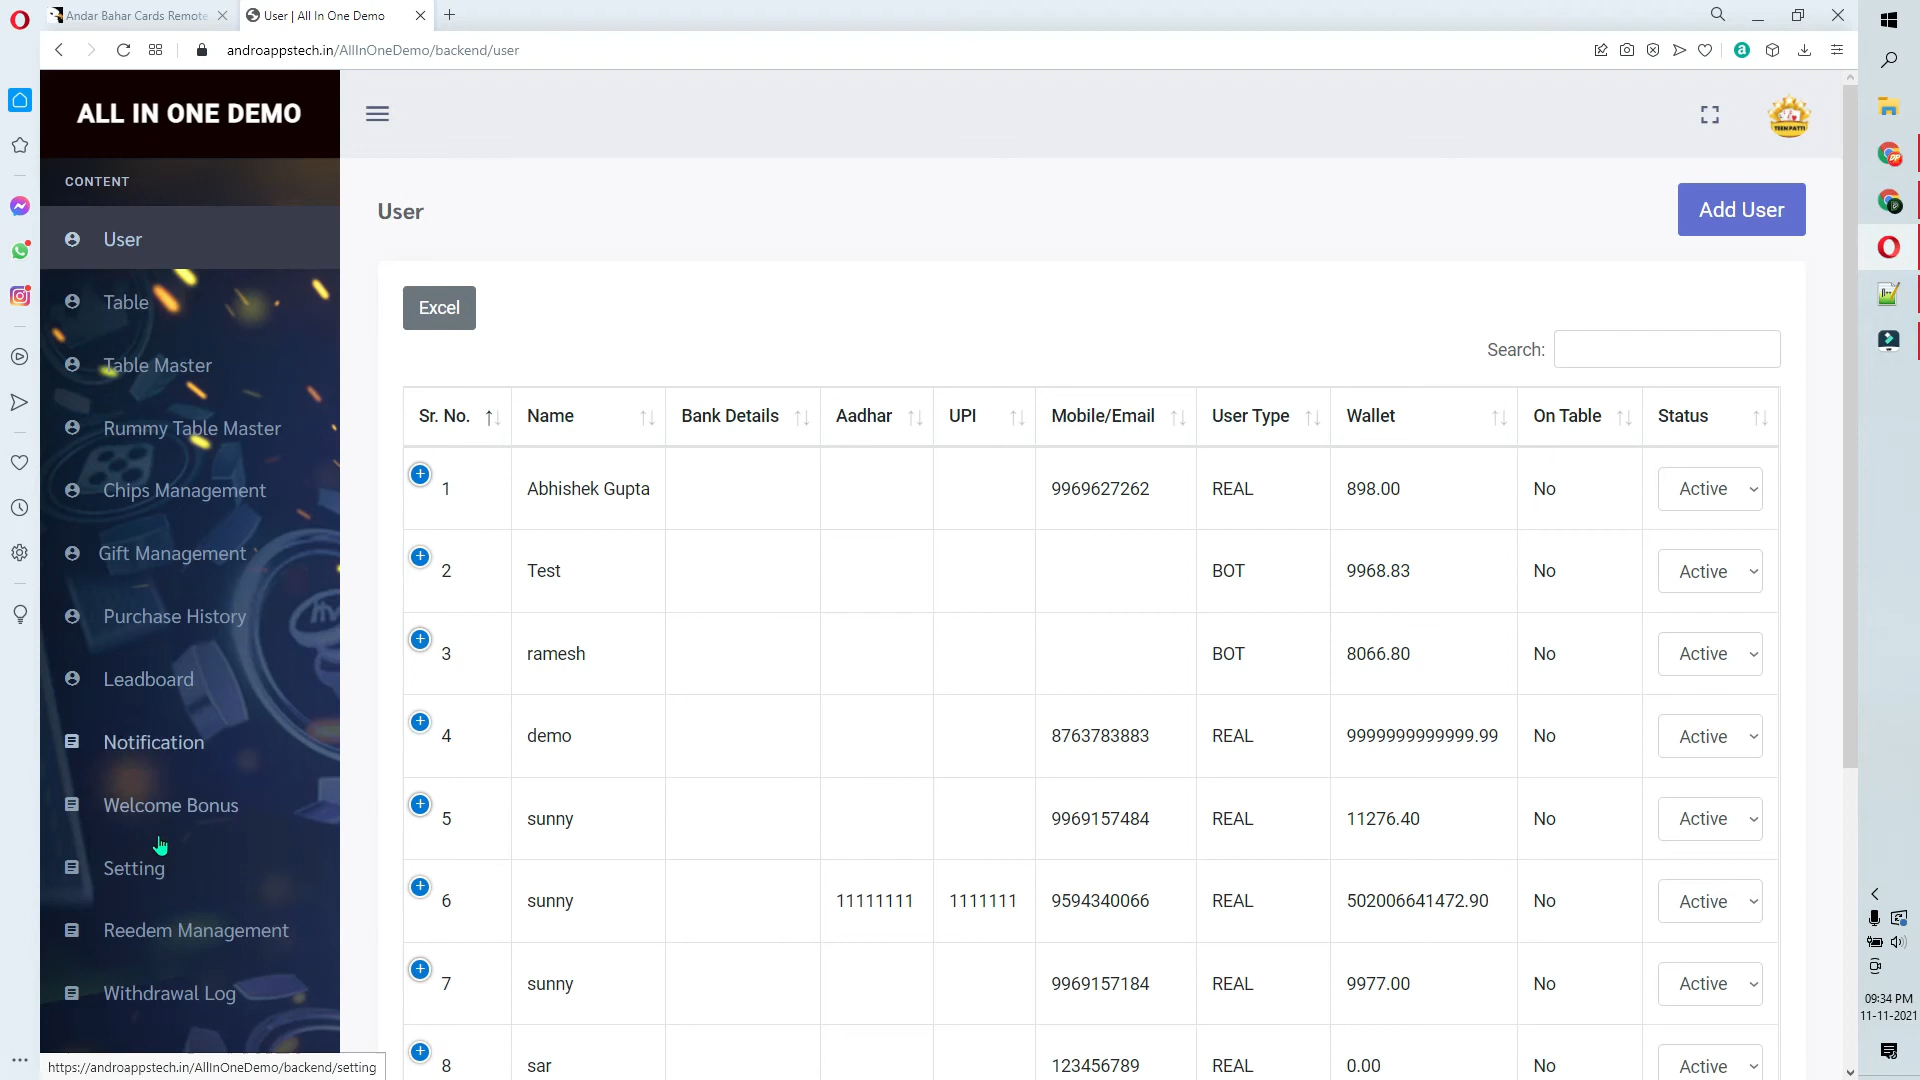 Andar Bahar Cards Remote
User | All In One Demo
androappstech.in/AllInOneDemo/backend/user
ALL IN ONE DEMO
TEEN PATTI
CONTENT
User
Table
Table Master
Rummy Table Master
Chips Management
Gift Management
Purchase History
Leadboard
Notification
Welcome Bonus
Setting
Reedem Management
Withdrawal Log
User
Add User
Excel
Search:
Sr. No. Name Bank Details Aadhar UPI Mobile/Email User Type Wallet On Table Status
1 Abhishek Gupta 9969627262 REAL 898.00 No Active
2 Test BOT 9968.83 No Active
3 ramesh BOT 8066.80 No Active
4 demo 8763783883 REAL 9999999999999.99 No Active
5 sunny 9969157484 REAL 11276.40 No Active
6 sunny 11111111 1111111 9594340066 REAL 502006641472.90 No Active
7 sunny 9969157184 REAL 9977.00 No Active
8 sar 123456789 REAL 0.00 No Active
https://androappstech.in/AllInOneDemo/backend/setting
09:34 PM
11-11-2021